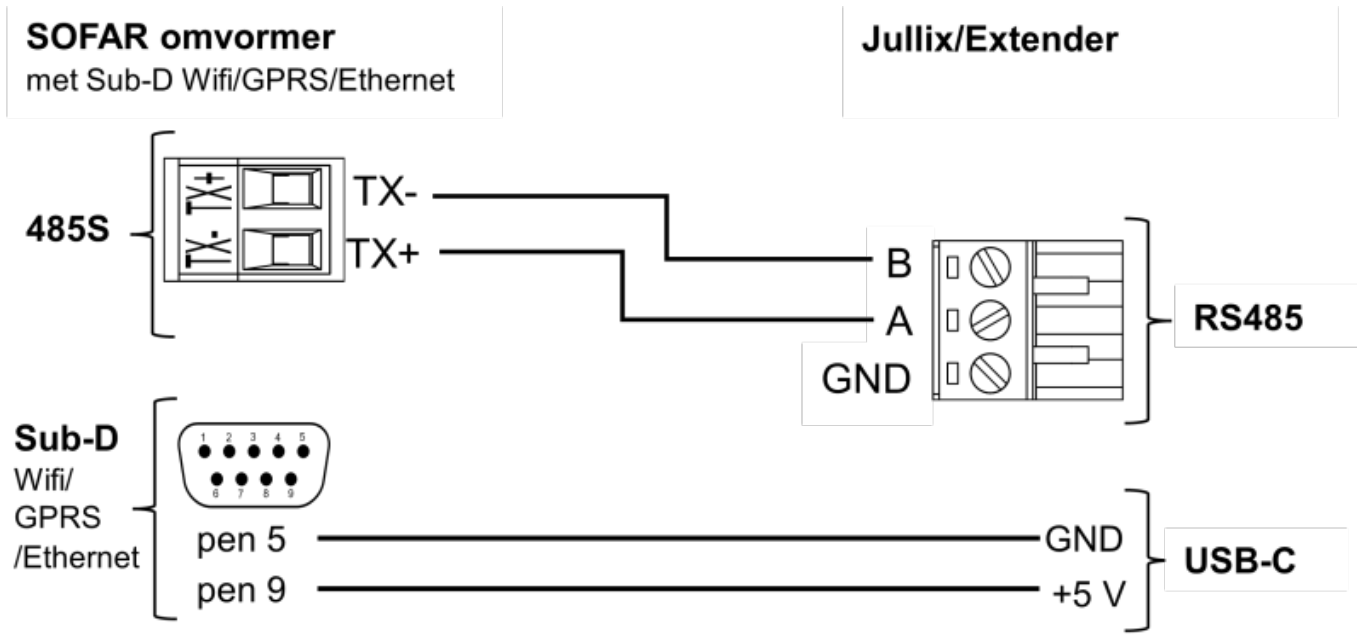 SOFAR omvormer
met Sub-D Wifi/GPRS/Ethernet
Jullix/Extender
485S
TX+
TX-
TX-
TX+
B
A
GND
RS485
Sub-D
Wifi/
GPRS
/Ethernet
1 2 3 4 5
6 7 8 9
pen 5
pen 9
GND
+5 V
USB-C